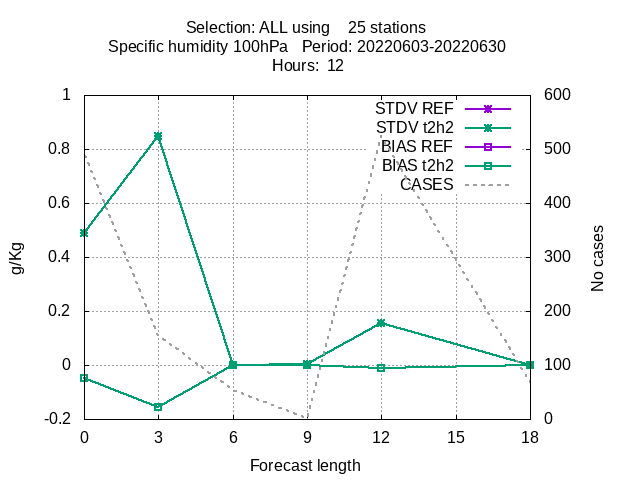 Selection: ALL using    25 stations
Specific humidity 100hPa   Period: 20220603-20220630
Hours:  12
1
0.8
0.6
0.4
0.2
0
-0.2
g/Kg
STDV REF
STDV t2h2
BIAS REF
BIAS t2h2
CASES
600
500
400
300
200
100
0
No cases
0 3 6 9 12 15 18
Forecast length